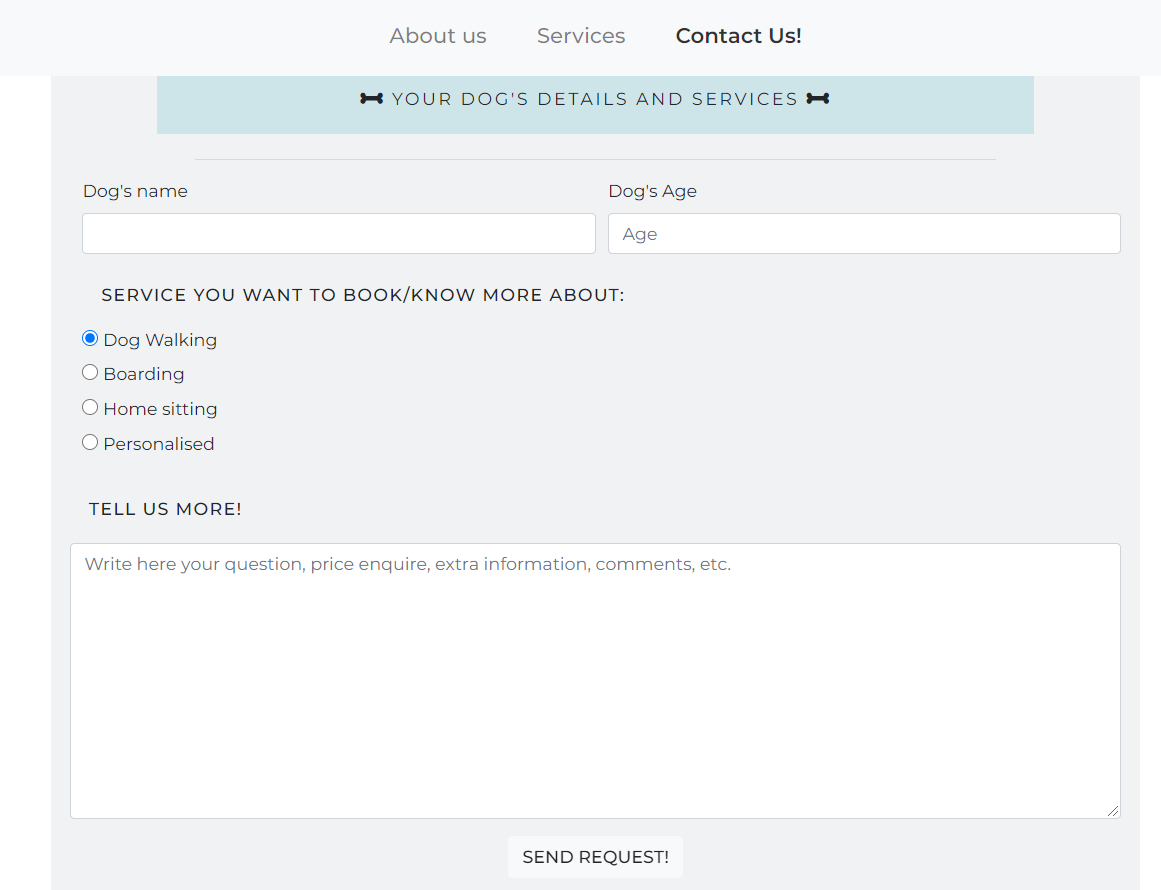 About us Services Contact Us!
YOUR DOG'S DETAILS AND SERVICES
Dog's name Dog's Age
Age
SERVICE YOU WANT TO BOOK/KNOW MORE ABOUT:
Dog Walking
Boarding
Home sitting
Personalised
TELL US MORE!
Write here your question, price enquire, extra information, comments, etc.
SEND REQUEST!